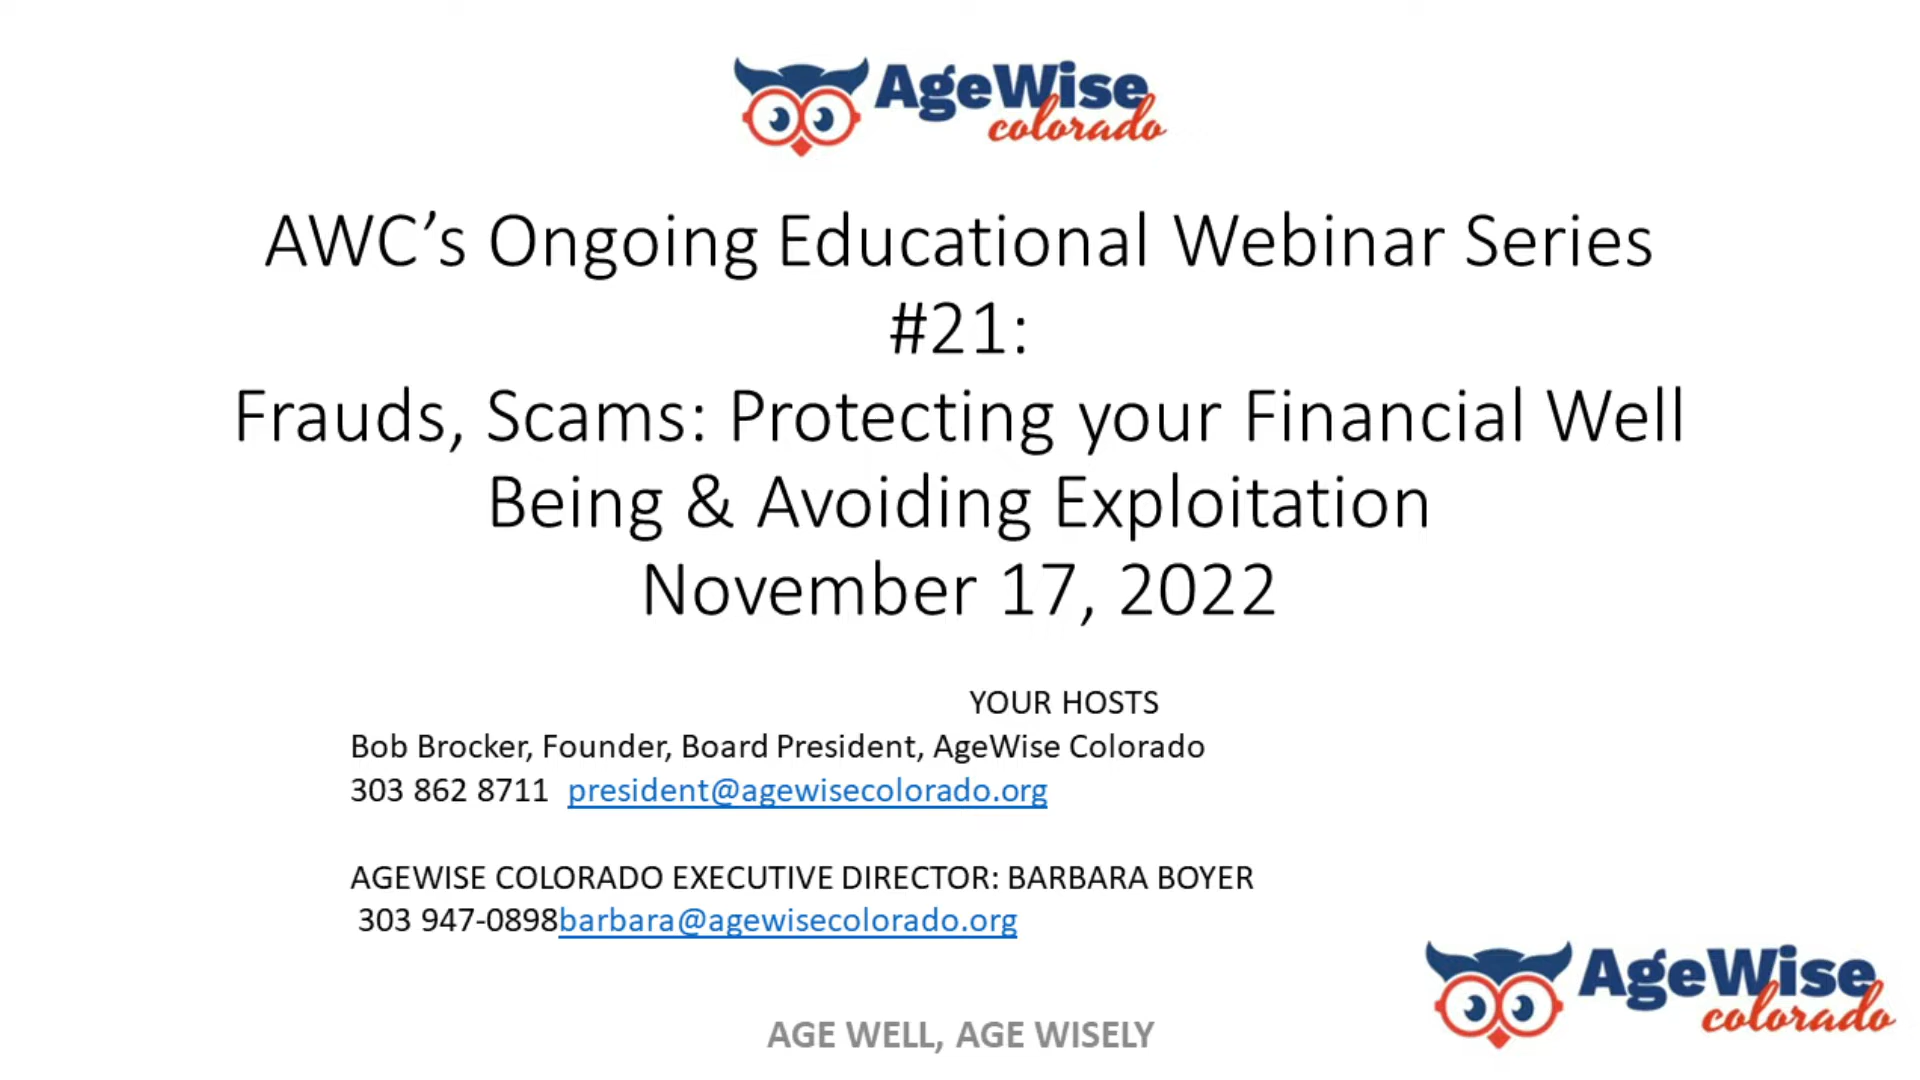 AgeWise
colorado
AWC’s Ongoing Educational Webinar Series
#21:
Frauds, Scams: Protecting your Financial Well
Being & Avoiding Exploitation
November 17, 2022
YOUR HOSTS
Bob Brocker, Founder, Board President, AgeWise Colorado
303 862 8711 president@agewisecolorado.org
AGEWISE COLORADO EXECUTIVE DIRECTOR: BARBARA BOYER
303 947-0898barbara@agewisecolorado.org
AgeWise
colorado
AGE WELL, AGE WISELY